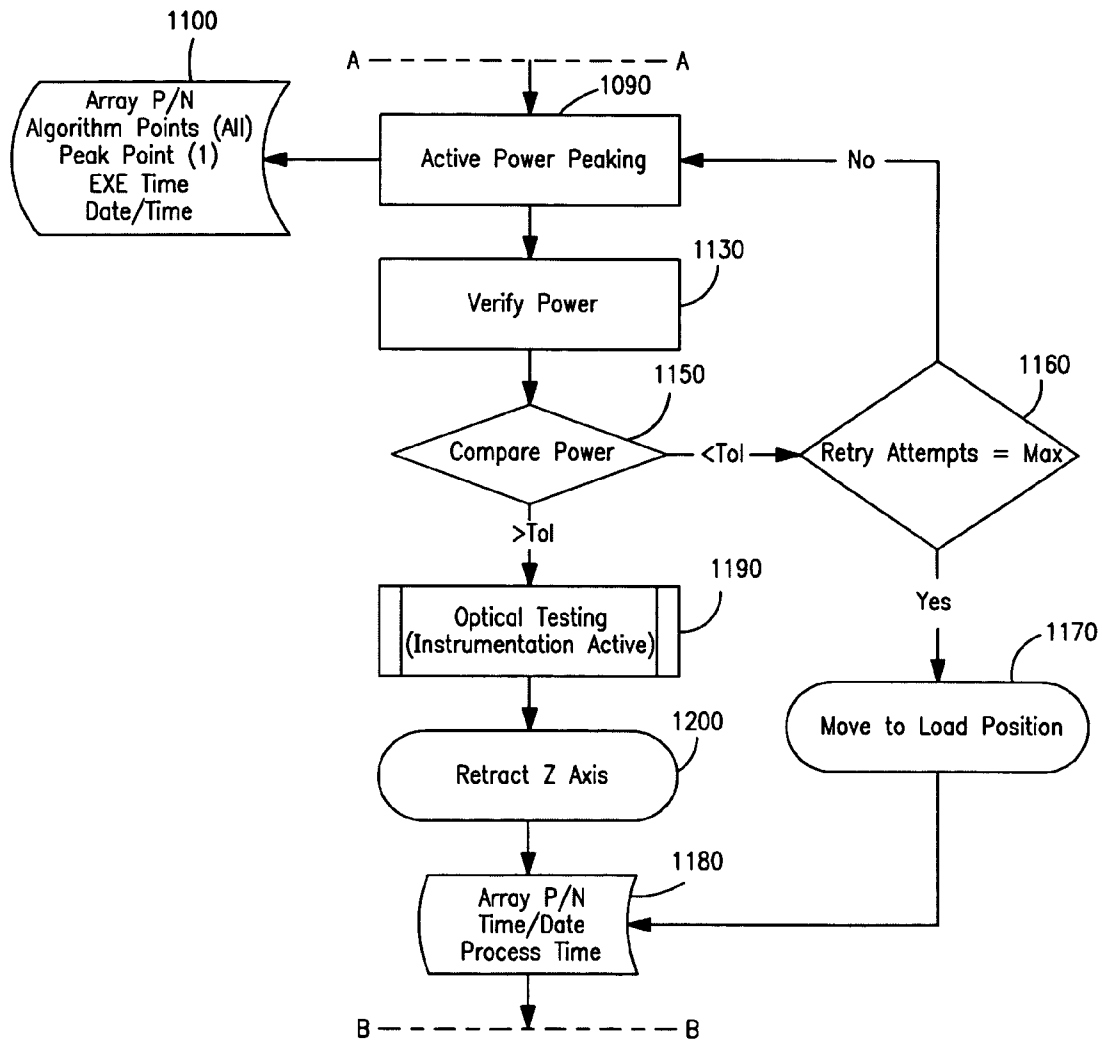 1100
A A
1090
Array P/N
Algorithm Points (All)
Peak Point (1)
EXE Time
Date/Time
Active Power Peaking
No
1130
Verify Power
1150
Compare Power
<Tol
1160
Retry Attempts = Max
>Tol
Yes
1190
Optical Testing
(Instrumentation Active)
1170
Move to Load Position
1200
Retract Z Axis
1180
Array P/N
Time/Date
Process Time
B B